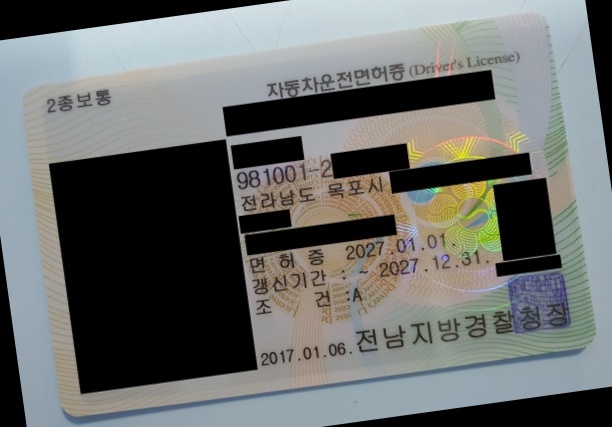 2종보통
자동차운전면허증 (Driver's License)
981001-2
전라남도 목포시
면 허 증 2027.01.01.
갱신기간 : ~ 2027.12.31.
조 건 :A
2017.01.06. 전남지방경찰청장